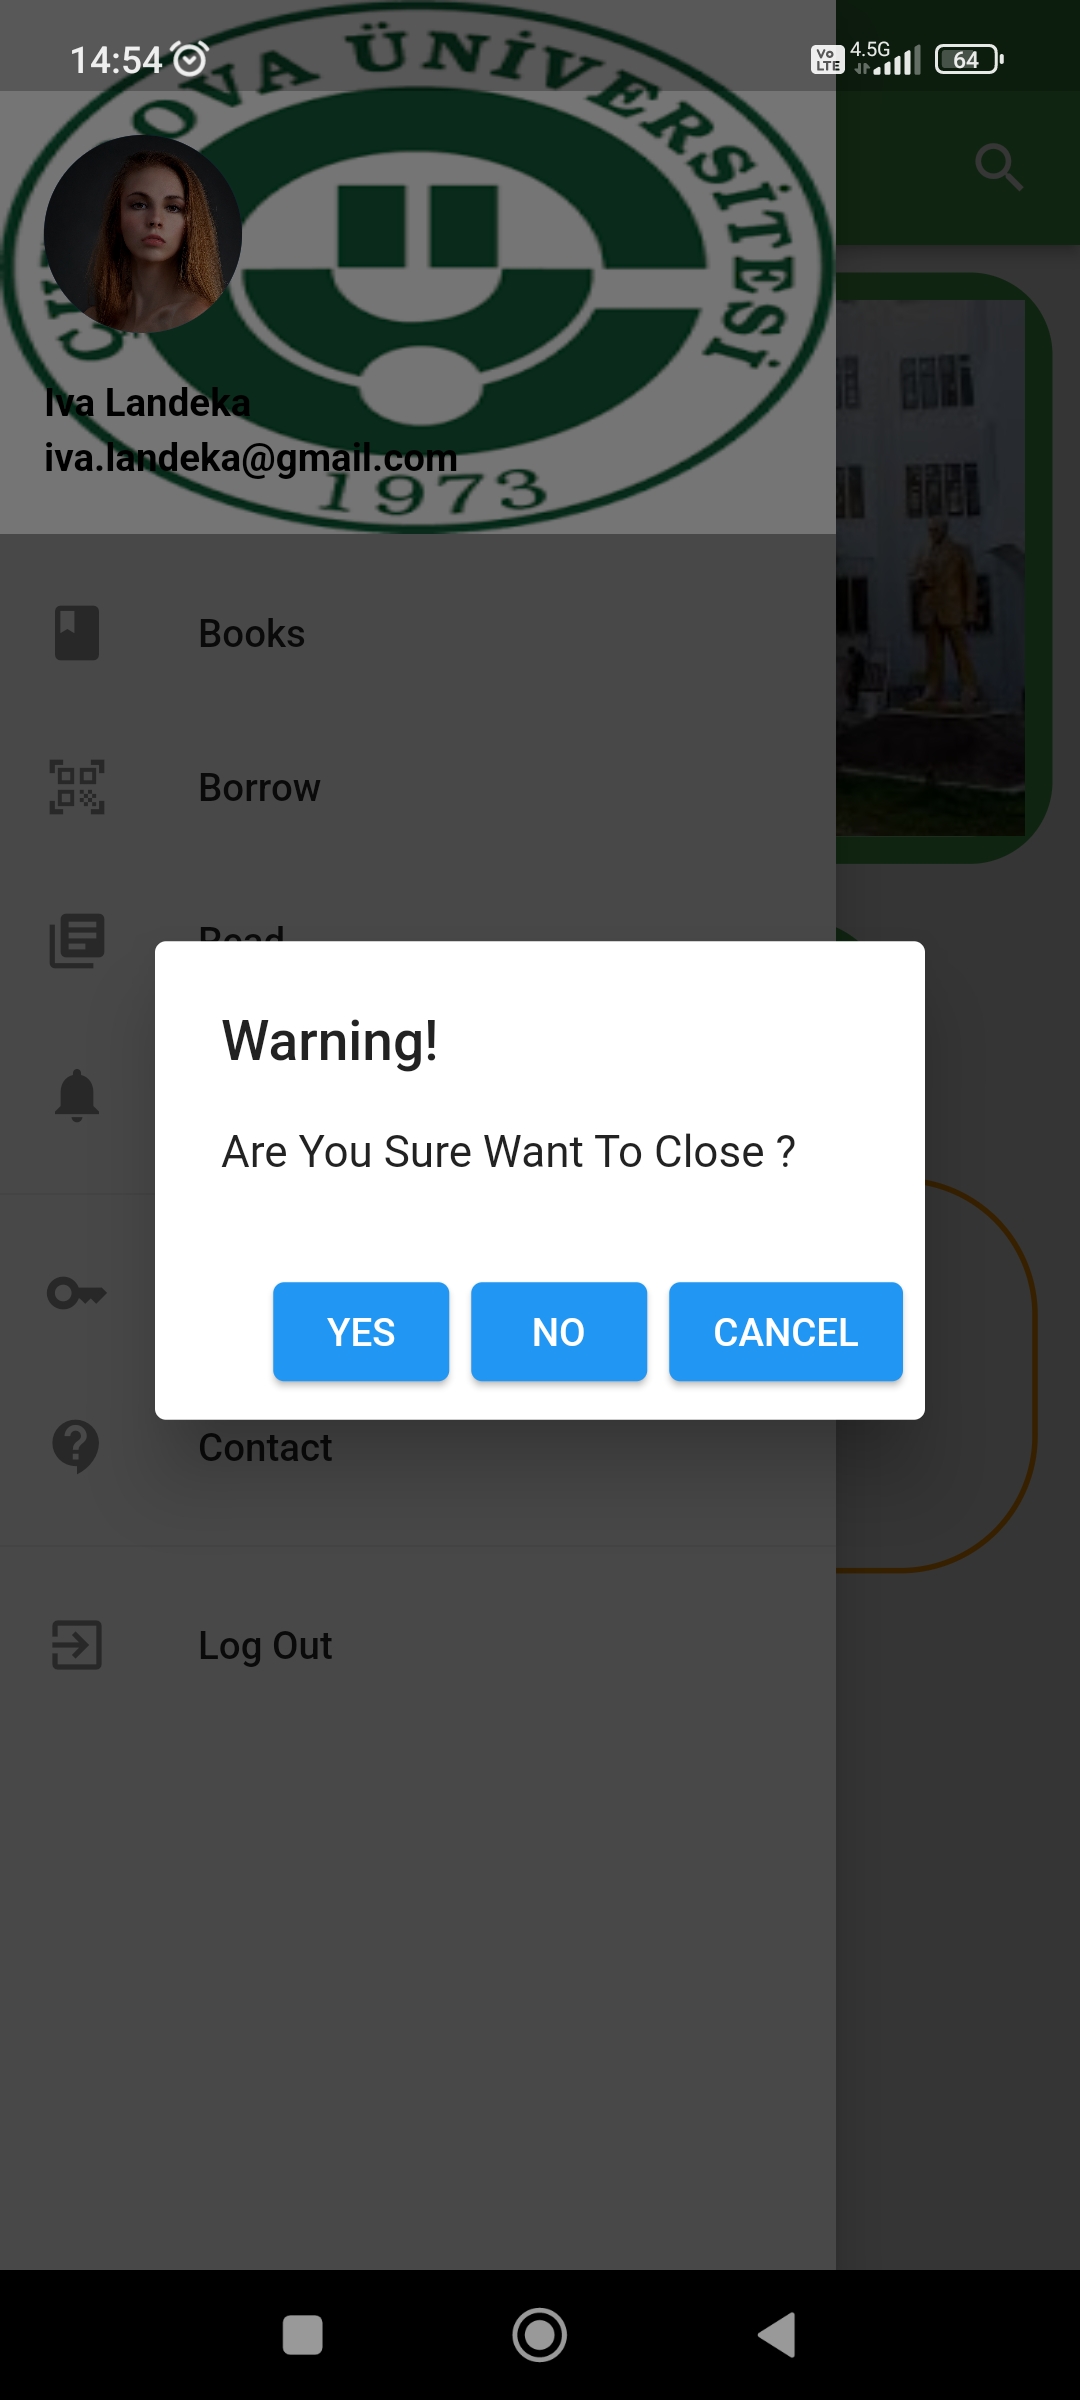 14:54
Vo LTE
4.5G
64
OVA ÜNİVERSİTESİ
Iva Landeka
iva.landeka@gmail.com
1973
Books
Borrow
Read
Warning!
Are You Sure Want To Close ?
YES
NO
CANCEL
Contact
Log Out